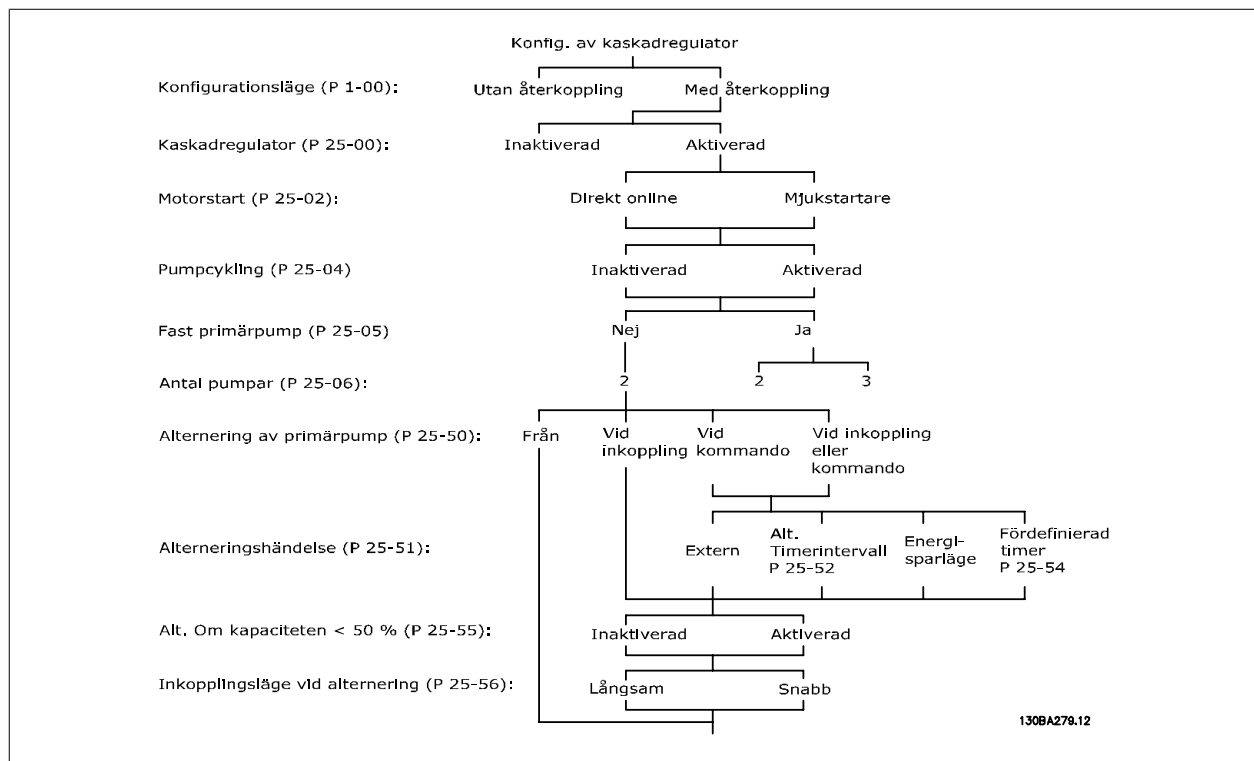 Konfig. av kaskadregulator
Konfigurationsläge (P 1-00): Utan återkoppling Med återkoppling
Kaskadregulator (P 25-00): Inaktiverad Aktiverad
Motorstart (P 25-02): Direkt online Mjukstartare
Pumpcykling (P 25-04) Inaktiverad Aktiverad
Fast primärpump (P 25-05) Nej Ja
Antal pumpar (P 25-06): 2 2 3
Alternering av primärpump (P 25-50): Från Vid Vid Vid inkoppling
inkoppling kommando eller
kommando
Alterneringshändelse (P 25-51): Extern Alt. Energi- Fördefinierad
Timerintervall sparläge timer
P 25-52 P 25-54
Alt. Om kapaciteten < 50 % (P 25-55): Inaktiverad Aktiverad
Inkopplingsläge vid alternering (P 25-56): Långsam Snabb
130BA279.12